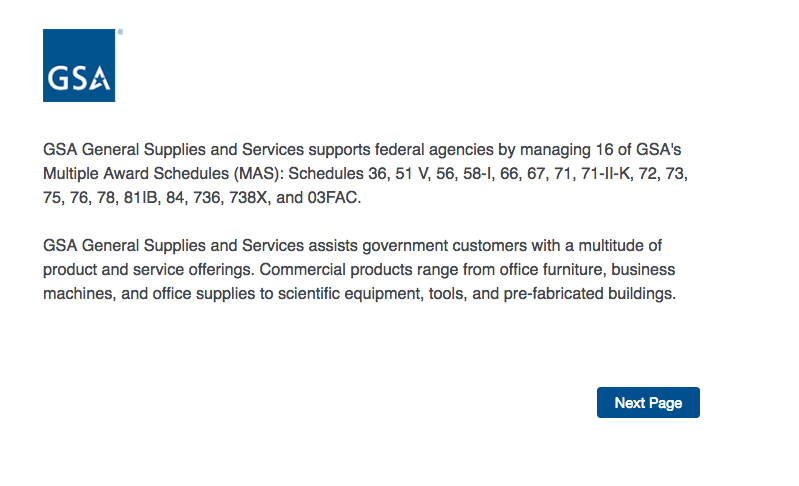 GSA
GSA General Supplies and Services supports federal agencies by managing 16 of GSA's
Multiple Award Schedules (MAS): Schedules 36, 51 V, 56, 58-I, 66, 67, 71, 71-II-K, 72, 73,
75, 76, 78, 81IB, 84, 736, 738X, and 03FAC.
GSA General Supplies and Services assists government customers with a multitude of
product and service offerings. Commercial products range from office furniture, business
machines, and office supplies to scientific equipment, tools, and pre-fabricated buildings.
Next Page